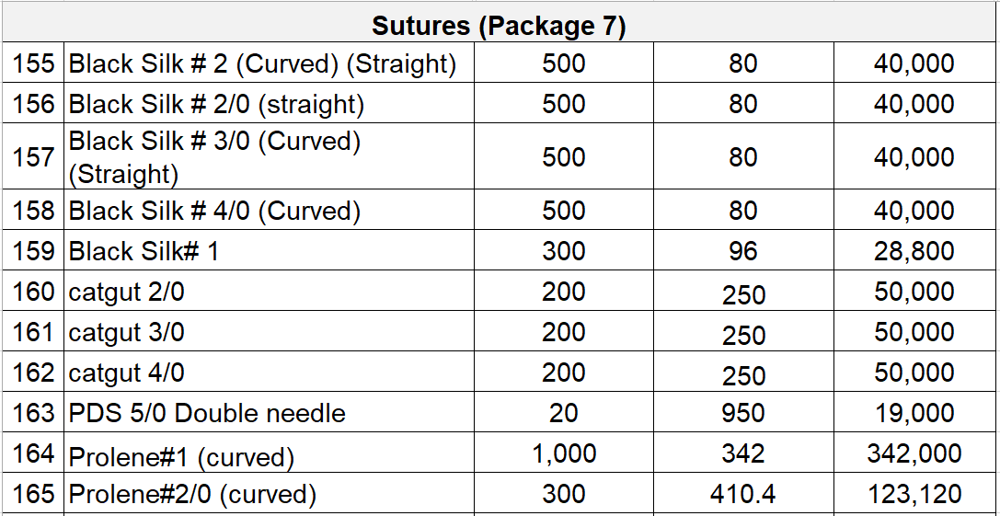 Sutures (Package 7)
155 Black Silk # 2 (Curved) (Straight) 500 80 40,000
156 Black Silk # 2/0 (straight) 500 80 40,000
157 Black Silk # 3/0 (Curved)
(Straight) 500 80 40,000
158 Black Silk # 4/0 (Curved) 500 80 40,000
159 Black Silk# 1 300 96 28,800
160 catgut 2/0 200 250 50,000
161 catgut 3/0 200 250 50,000
162 catgut 4/0 200 250 50,000
163 PDS 5/0 Double needle 20 950 19,000
164 Prolene#1 (curved) 1,000 342 342,000
165 Prolene#2/0 (curved) 300 410.4 123,120